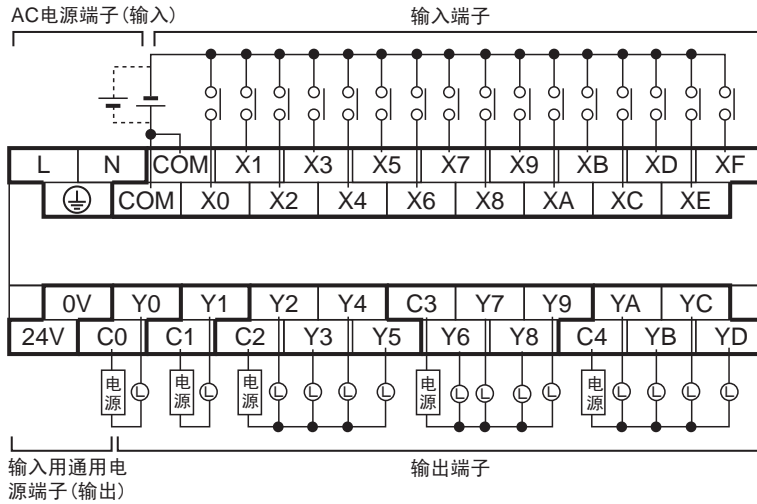 AC电源端子(输入) 输入端子
L N COM X1 X3 X5 X7 X9 XB XD XF
COM X0 X2 X4 X6 X8 XA XC XE
0V Y0 Y1 Y2 Y4 C3 Y7 Y9 YA YC
24V C0 C1 C2 Y3 Y5 Y6 Y8 C4 YB YD
电源 L 电源 L 电源 L L L L 电源 L L L L 电源 L L L L
输入用通用电 输出端子
源端子(输出)